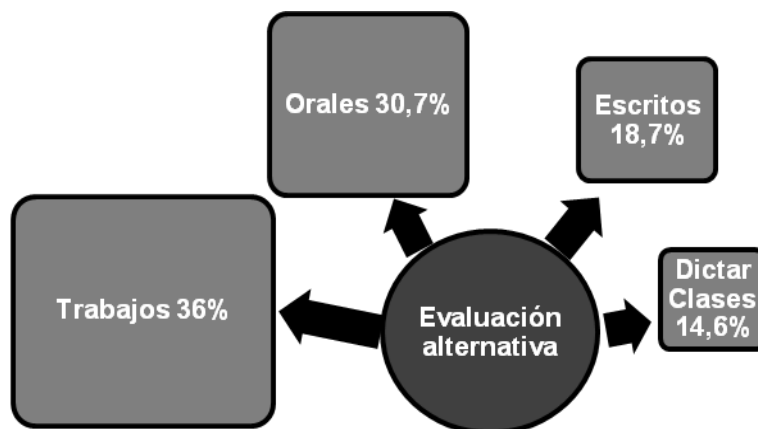 Orales 30,7%
Escritos
18,7%
Trabajos 36%
Evaluación
alternativa
Dictar
Clases
14,6%